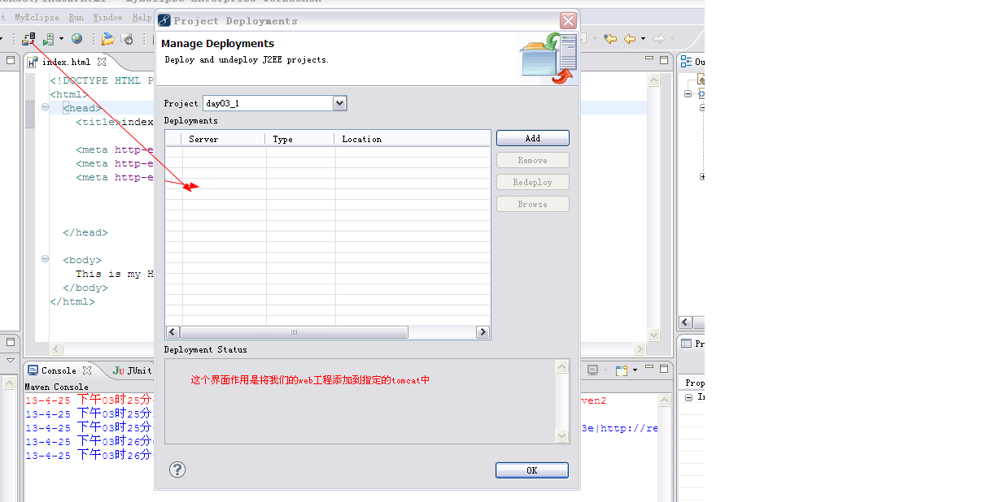 MyEclipse Run Window Help
Project Deployments
Manage Deployments
Deploy and undeploy J2EE projects.
index.html
<!DOCTYPE HTML P
<html>
<head>
<title>index
<meta http-e
<meta http-e
<meta http-e
</head>
<body>
This is my H
</body>
</html>
Project day03_1
Deployments
Server Type Location
Add
Remove
Redeploy
Browse
Deployment Status
这个界面作用是将我们的web工程添加到指定的tomcat中
OK
Ou
Pr
Prop
Console JUnit
Maven Console
13-4-25 下午03时25分 ven2
13-4-25 下午03时25分
13-4-25 下午03时25分 3e|http://re
13-4-25 下午03时26分
13-4-25 下午03时26分